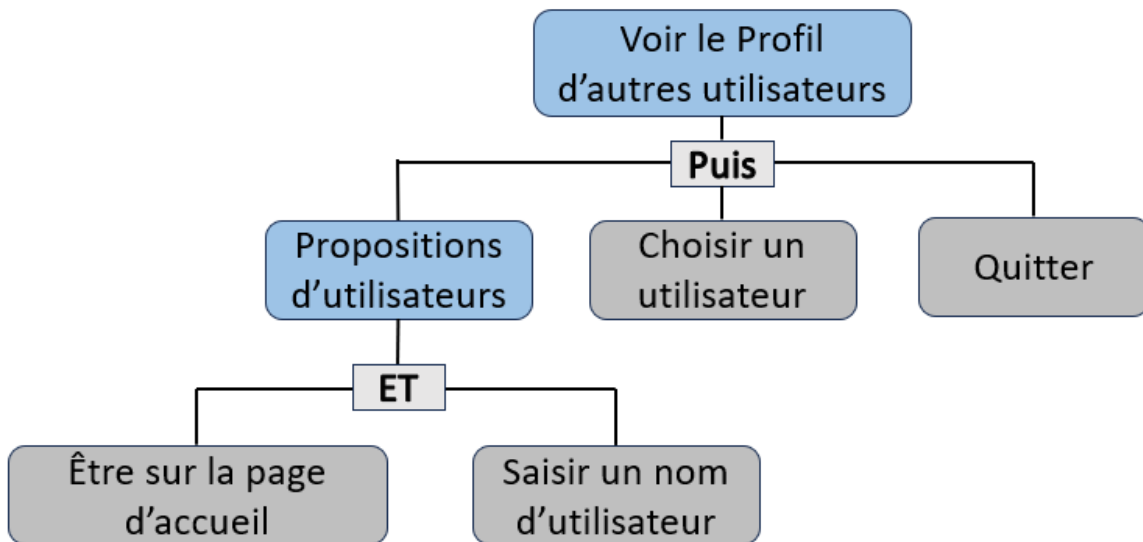 Voir le Profil
d’autres utilisateurs
Puis
Propositions
d’utilisateurs
Choisir un
utilisateur
Quitter
ET
Être sur la page
d’accueil
Saisir un nom
d’utilisateur